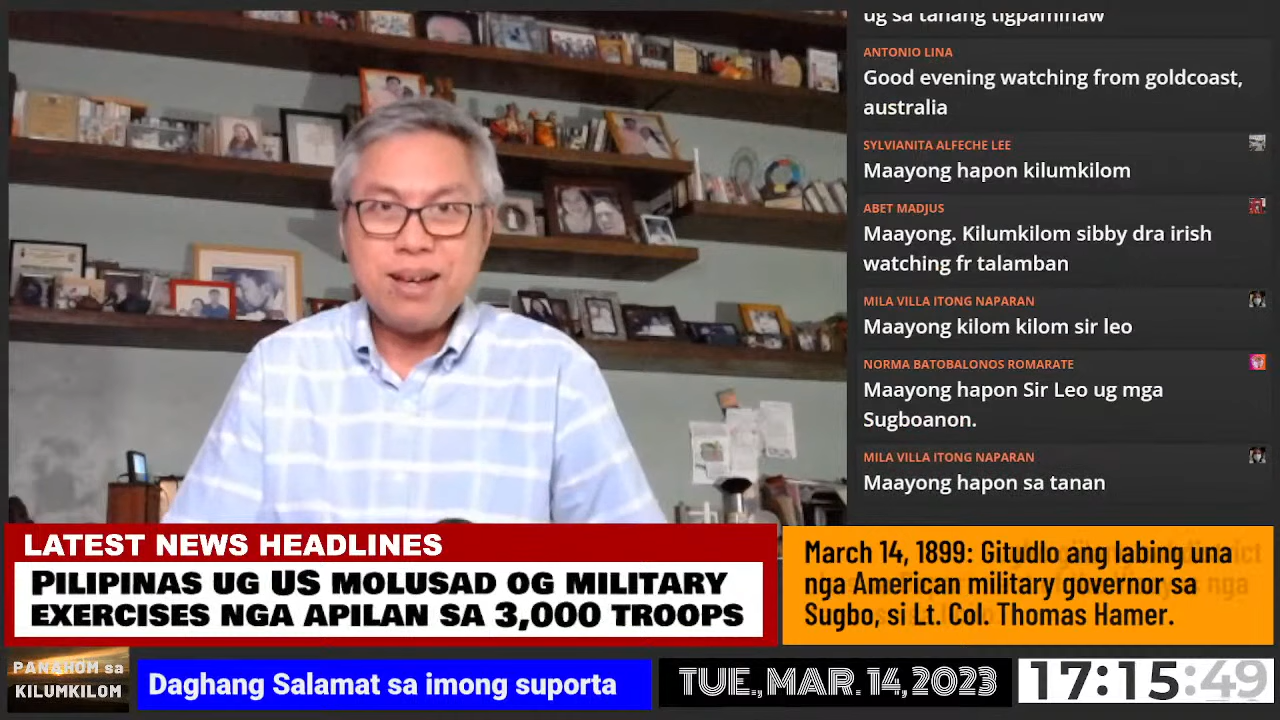 ug sa tanang tigpaminaw
ANTONIO LINA
Good evening watching from goldcoast,
australia
SYLVIANITA ALFECHE LEE
Maayong hapon kilumkilom
ABET MADJUS
Maayong. Kilumkilom sibby dra irish
watching fr talamban
MILA VILLA ITONG NAPARAN
Maayong kilom kilom sir leo
NORMA BATOBALONOS ROMARATE
Maayong hapon Sir Leo ug mga
Sugboanon.
MILA VILLA ITONG NAPARAN
Maayong hapon sa tanan
LATEST NEWS HEADLINES
PILIPINAS UG US MOLUSAD OG MILITARY
EXERCISES NGA APILAN SA 3,000 TROOPS
March 14, 1899: Gitudlo ang labing una
nga American military governor sa
Sugbo, si Lt. Col. Thomas Hamer.
PANAHOM sa
KILUMKILOM
Daghang Salamat sa imong suporta
TUE., MAR. 14, 2023
17:15:49